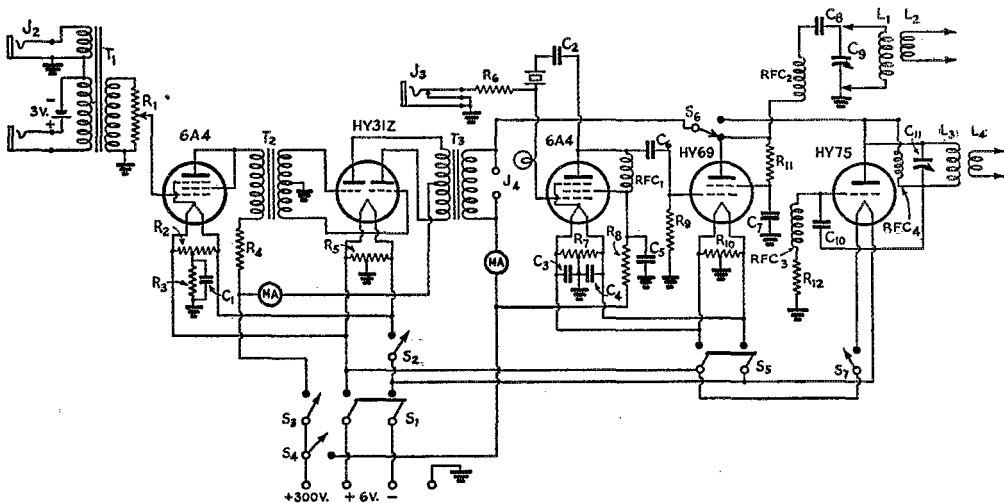 J2
T1
3V.
-
+
R1
6A4
T2
HY31Z
T3
J3
R6
C2
J4
6A4
C6
RFC1
S6
HY69
R11
C8
RFC2
C9
L1
L2
HY75
C11
L3
L4
RFC4
C10
RFC3
R12
C7
R9
C5
R8
R7
C3
C4
R10
R2
R3
C1
R4
R5
MA
MA
S2
S5
S7
S3
S1
S4
+300V.
+ 6V. -